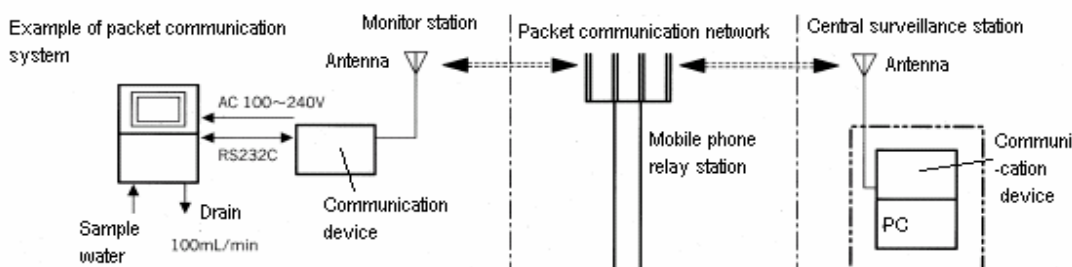 Example of packet communication
system
Monitor station
Antenna
AC 100～240V
RS232C
Communication
device
Sample
water
Drain
100mL/min
Packet communication network
Mobile phone
relay station
Central surveillance station
Antenna
Communi
-cation
device
PC